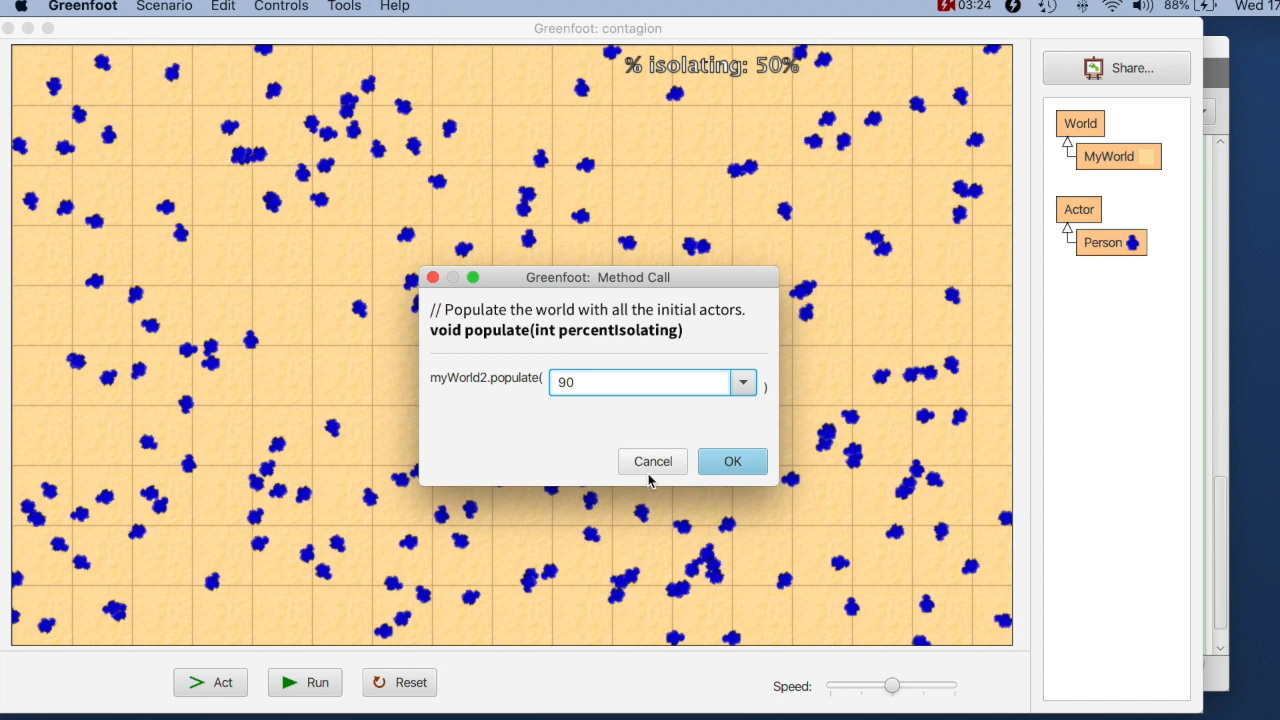 Greenfoot Scenario Edit Controls Tools Help 03:24 88% Wed 17
Greenfoot: contagion
% isolating: 50%
Share...
World
MyWorld
Actor
Person
Greenfoot: Method Call
// Populate the world with all the initial actors.
void populate(int percentIsolating)
myWorld2.populate( 90 )
Cancel OK
Act Run Reset Speed: